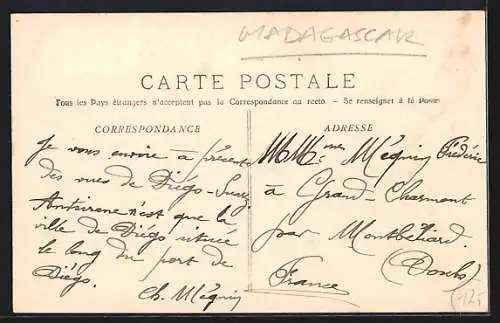 MADAGASCAR
CARTE POSTALE
Tous les Pays étrangers n'acceptent pas la Correspondance au recto. - Se renseigner à la Poste
CORRESPONDANCE
Je vous envoie à présent
des vues de Diégo-Suarez
Antsirene n'est que la
ville de Diégo située
le long du port de
Diégo.
Ch. Méquin
ADRESSE
Méquin Frédéric
à Grand-Charmont
par Montbéliard.
(Doubs)
France